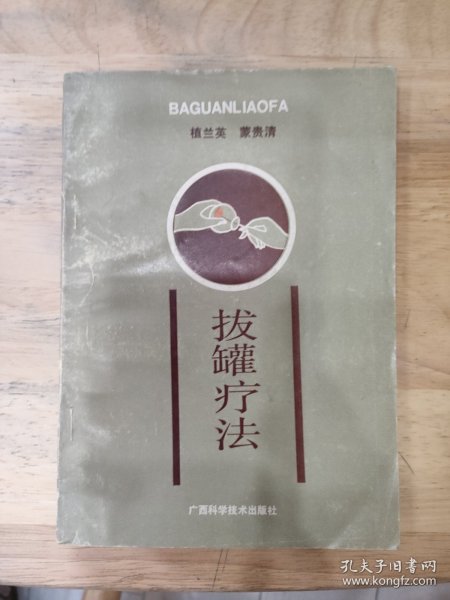 BAGUANLIAOFA
植兰英 蒙贵清
拔罐疗法
广西科学技术出版社
孔夫子旧书网
www.kongfz.com